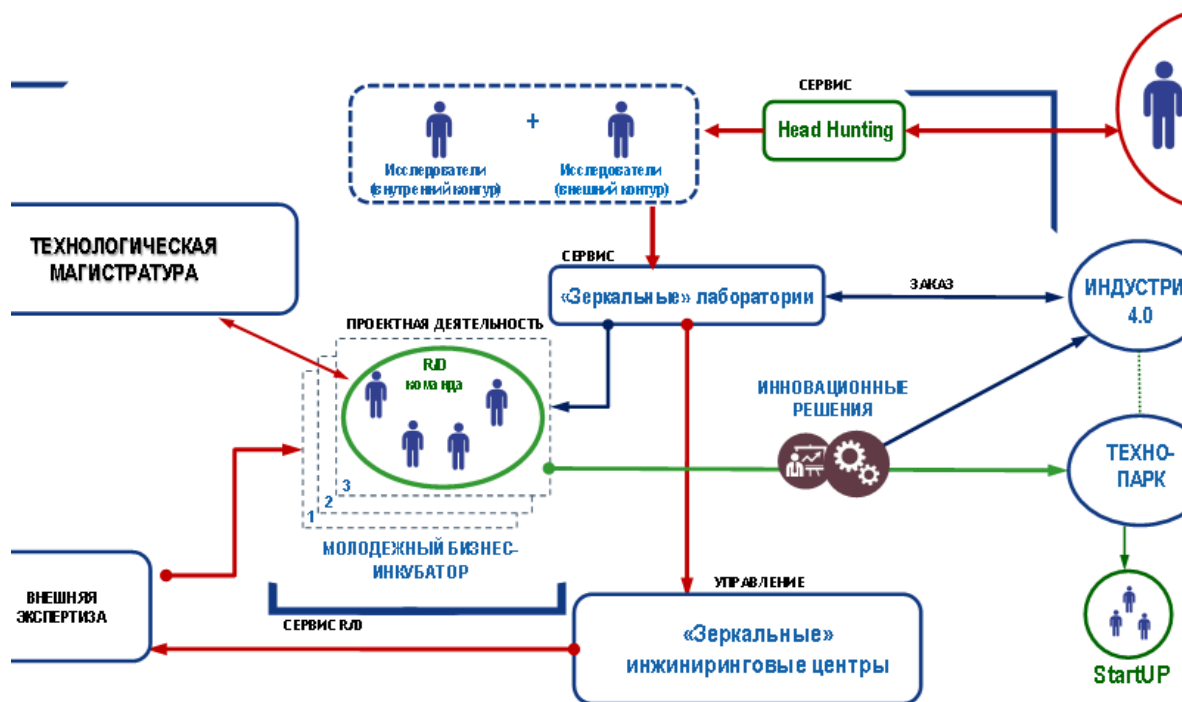 СЕРВИС
Head Hunting
+
Исследователи
(внутренний контур)
Исследователи
(внешний контур)
ТЕХНОЛОГИЧЕСКАЯ
МАГИСТРАТУРА
СЕРВИС
«Зеркальные» лаборатории
ЗАКАЗ
ИНДУСТРИ
4.0
ПРОЕКТНАЯ ДЕЯТЕЛЬНОСТЬ
R/D
команда
3
2
1
МОЛОДЕЖНЫЙ БИЗНЕС-
ИНКУБАТОР
ИННОВАЦИОННЫЕ
РЕШЕНИЯ
ТЕХНО-
ПАРК
ВНЕШНЯЯ
ЭКСПЕРТИЗА
СЕРВИС R/D
УПРАВЛЕНИЕ
«Зеркальные»
инжиниринговые центры
StartUP